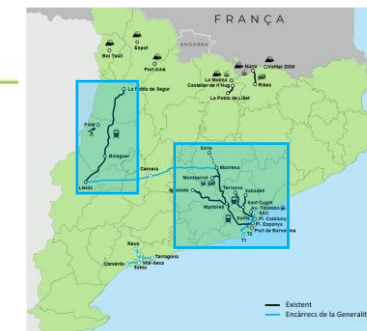 FRANÇA
ANDORRA
Espot
Boí Taüll
Port Ainé
Núria
Vallter 2000
La Molina
Castellar de n'Hug
Ribes
La Pobla de Lillet
La Pobla de Segur
PAM
Balaguer
Lleida
Cervera
Súria
Manresa
Montserrat
Igualada
Terrassa
Sabadell
Sant Cugat
Av. Tibidabo
Martorell
Sarrià
Pl. Catalunya
Pl. Espanya
Port de Barcelona
T2
T1
Reus
Tarragona
Vila-Seca
Cambrils
Salou
Existent
Encàrrecs de la Generalitat